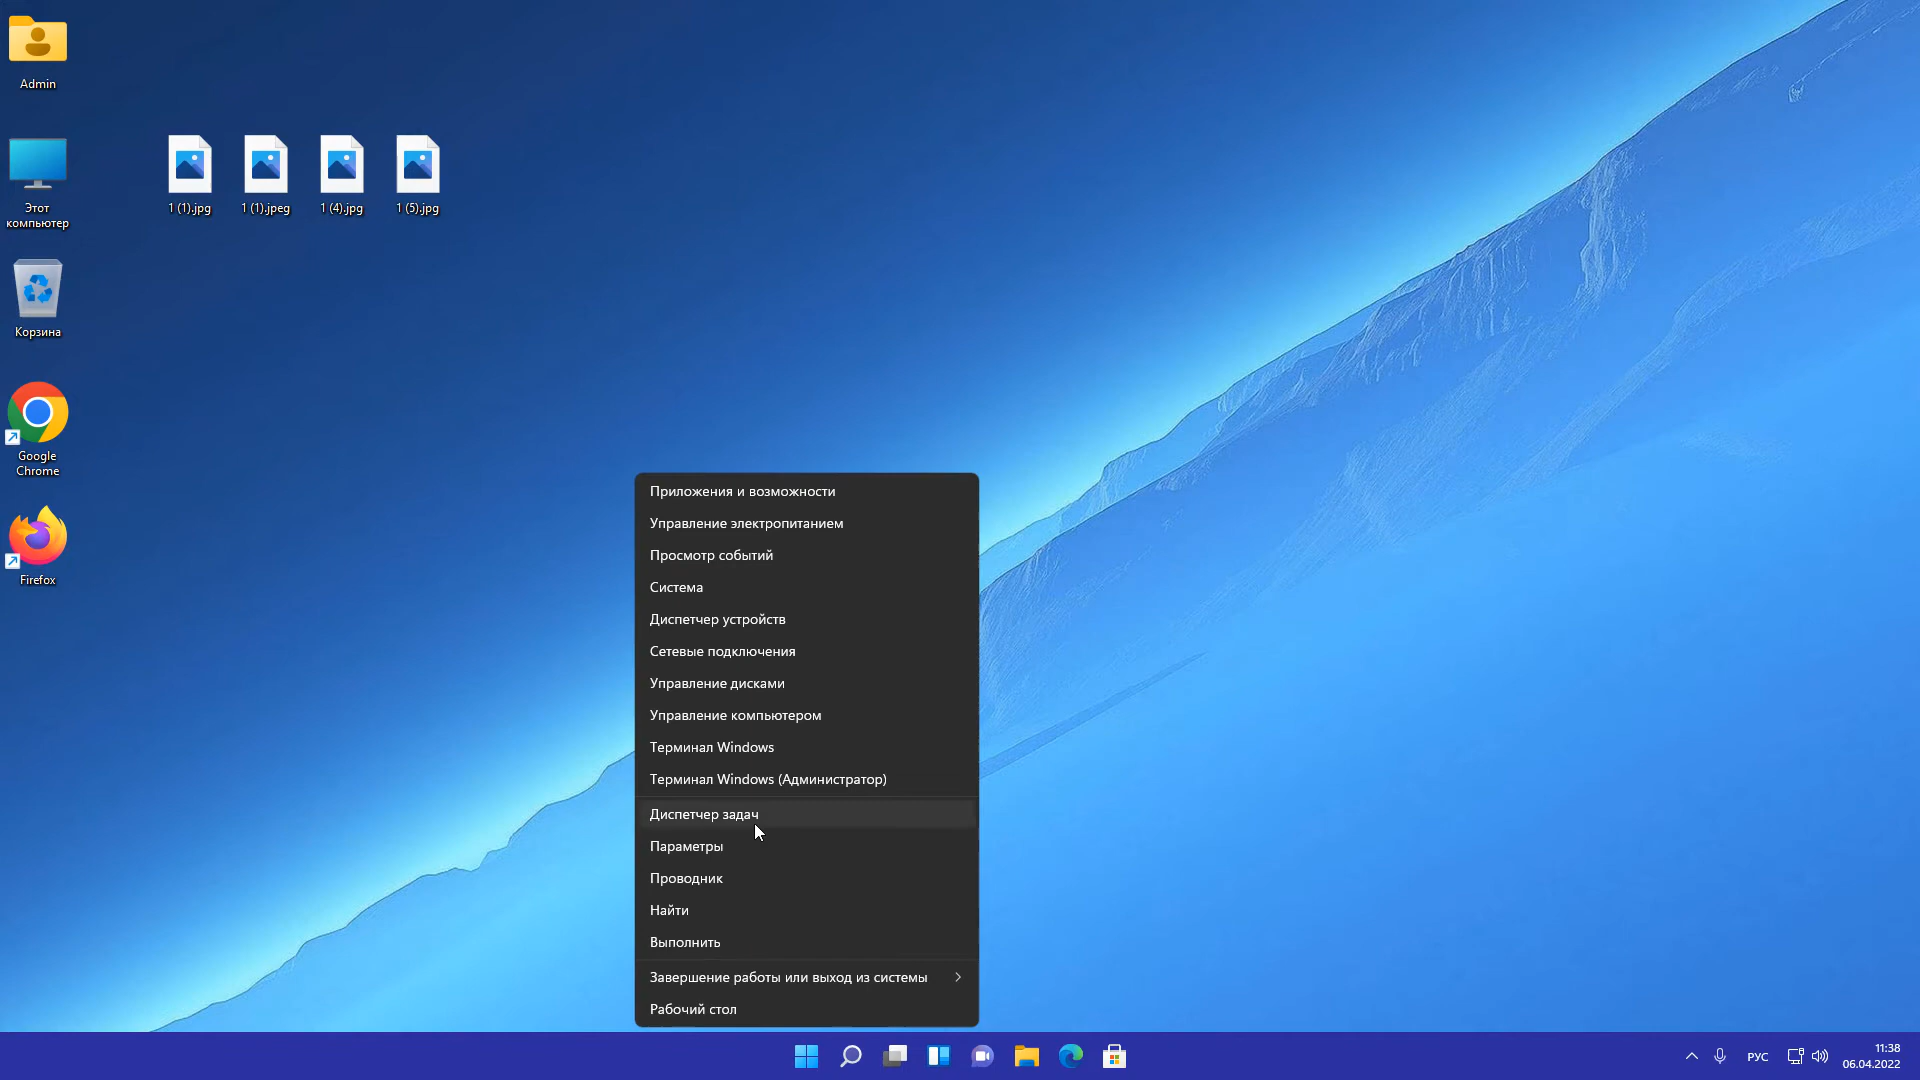 Admin
Этот
компьютер
Корзина
Google
Chrome
Firefox
1 (1).jpg
1 (1).jpeg
1 (4).jpg
1 (5).jpg
Приложения и возможности
Управление электропитанием
Просмотр событий
Система
Диспетчер устройств
Сетевые подключения
Управление дисками
Управление компьютером
Терминал Windows
Терминал Windows (Администратор)
Диспетчер задач
Параметры
Проводник
Найти
Выполнить
Завершение работы или выход из системы
Рабочий стол
РУС
11:38
06.04.2022